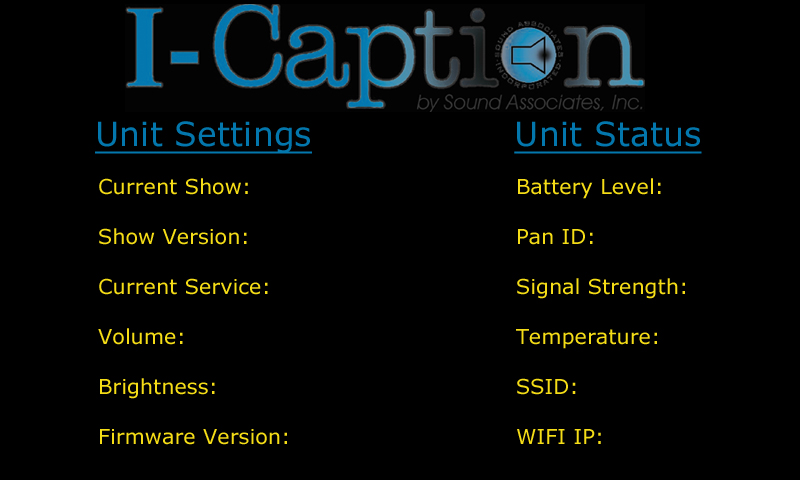 I-Caption
SOUND ASSOCIATES
INCORPORATED
by Sound Associates, Inc.
Unit Settings
Current Show:
Show Version:
Current Service:
Volume:
Brightness:
Firmware Version:
Unit Status
Battery Level:
Pan ID:
Signal Strength:
Temperature:
SSID:
WIFI IP: